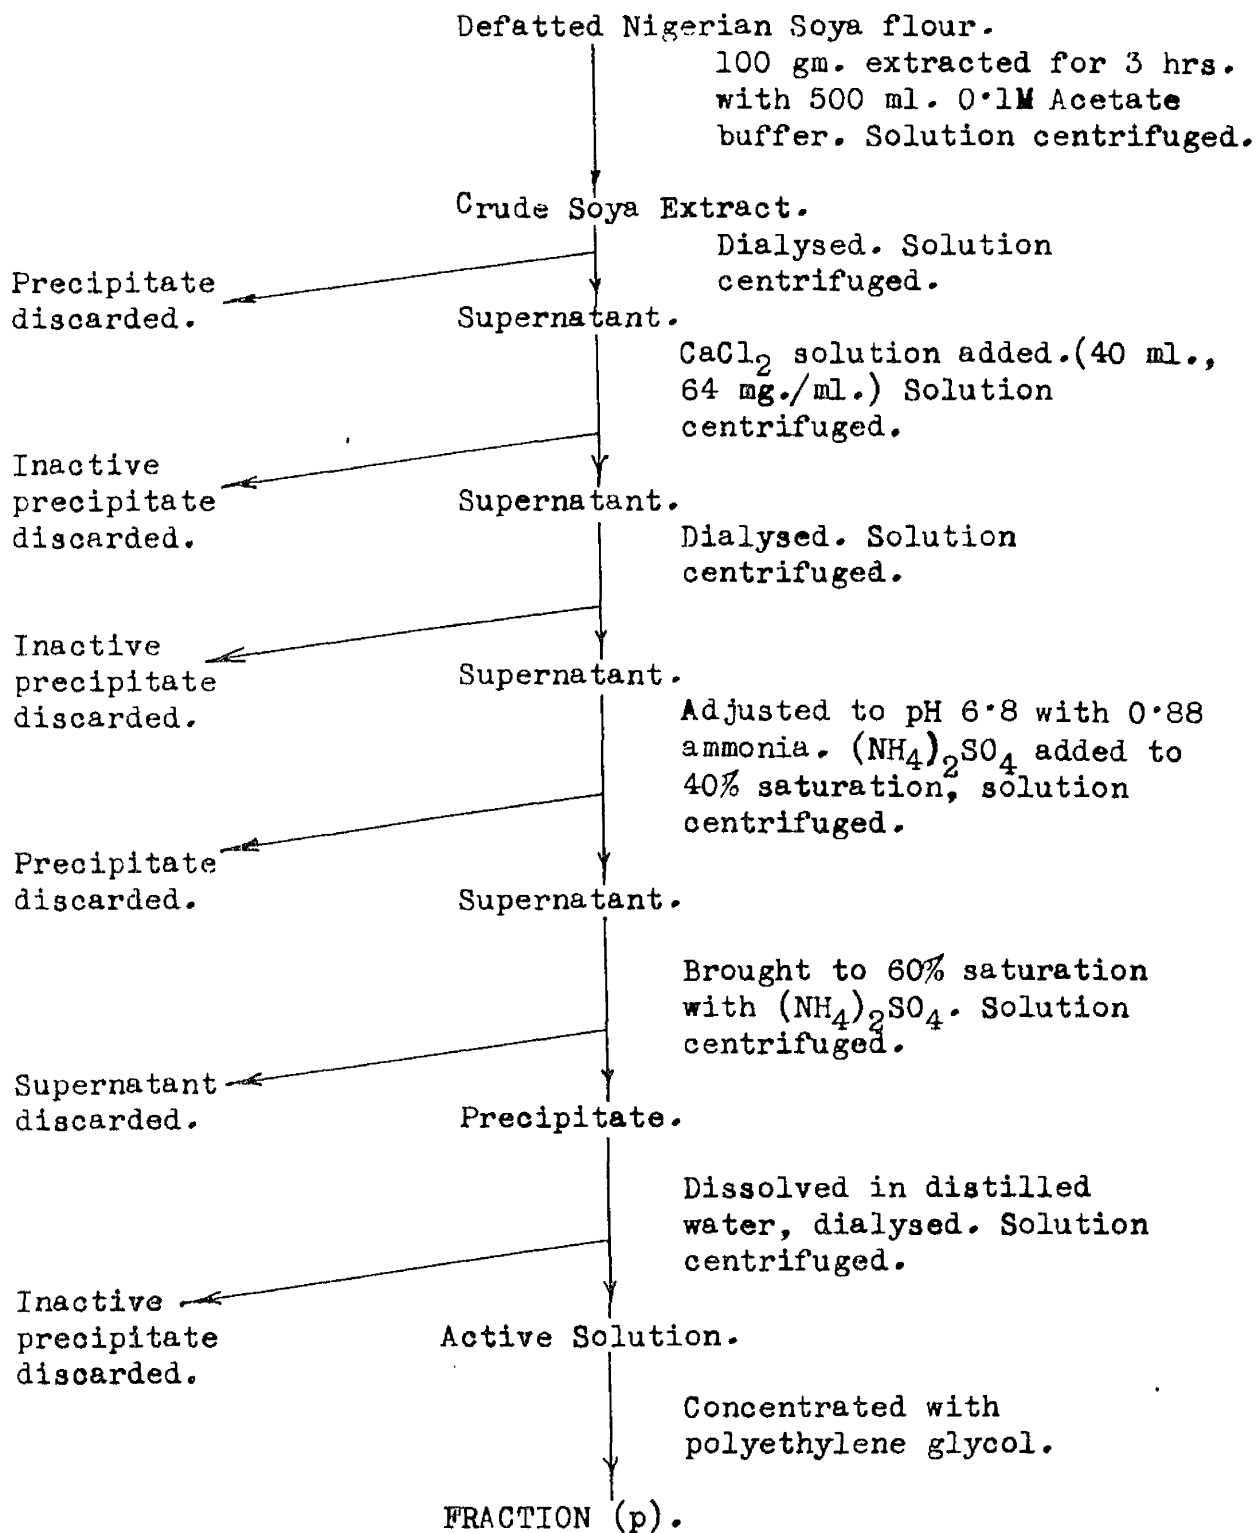 Defatted Nigerian Soya flour.
100 gm. extracted for 3 hrs.
with 500 ml. 0·1M Acetate
buffer. Solution centrifuged.
Crude Soya Extract.
Dialysed. Solution
centrifuged.
Precipitate
discarded.
Supernatant.
CaCl₂ solution added.(40 ml.,
64 mg./ml.) Solution
centrifuged.
Inactive
precipitate
discarded.
Supernatant.
Dialysed. Solution
centrifuged.
Inactive
precipitate
discarded.
Supernatant.
Adjusted to pH 6·8 with 0·88
ammonia. (NH₄)₂SO₄ added to
40% saturation, solution
centrifuged.
Precipitate
discarded.
Supernatant.
Brought to 60% saturation
with (NH₄)₂SO₄. Solution
centrifuged.
Supernatant
discarded.
Precipitate.
Dissolved in distilled
water, dialysed. Solution
centrifuged.
Inactive
precipitate
discarded.
Active Solution.
Concentrated with
polyethylene glycol.
FRACTION (p).